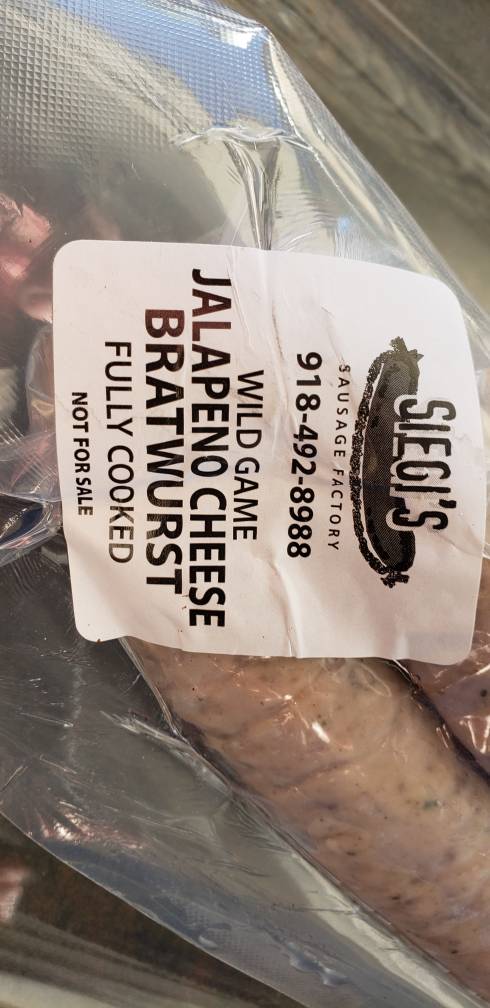 SIEGI'S
SAUSAGE FACTORY
918-492-8988
WILD GAME
JALAPENO CHEESE
BRATWURST
FULLY COOKED
NOT FOR SALE